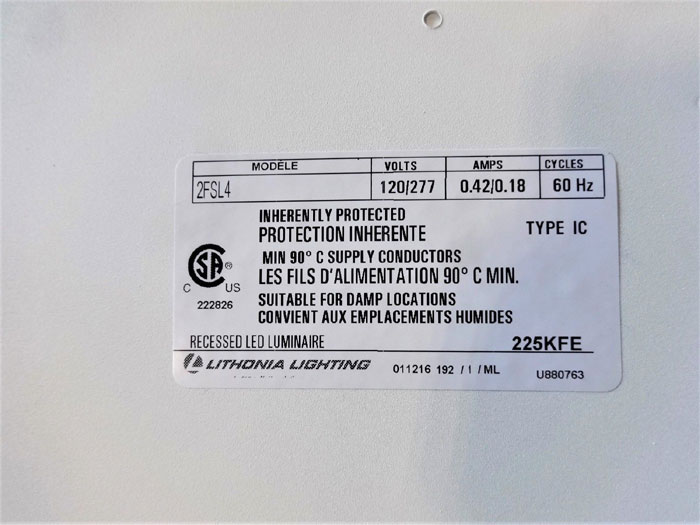 MODÈLE VOLTS AMPS CYCLES
2FSL4 120/277 0.42/0.18 60 Hz
INHERENTLY PROTECTED
PROTECTION INHERENTE TYPE IC
MIN 90° C SUPPLY CONDUCTORS
LES FILS D'ALIMENTATION 90° C MIN.
SUITABLE FOR DAMP LOCATIONS
CONVIENT AUX EMPLACEMENTS HUMIDES
CSA ®
C US
222826
RECESSED LED LUMINAIRE 225KFE
LITHONIA LIGHTING 011216 192 / 1 / ML U880763